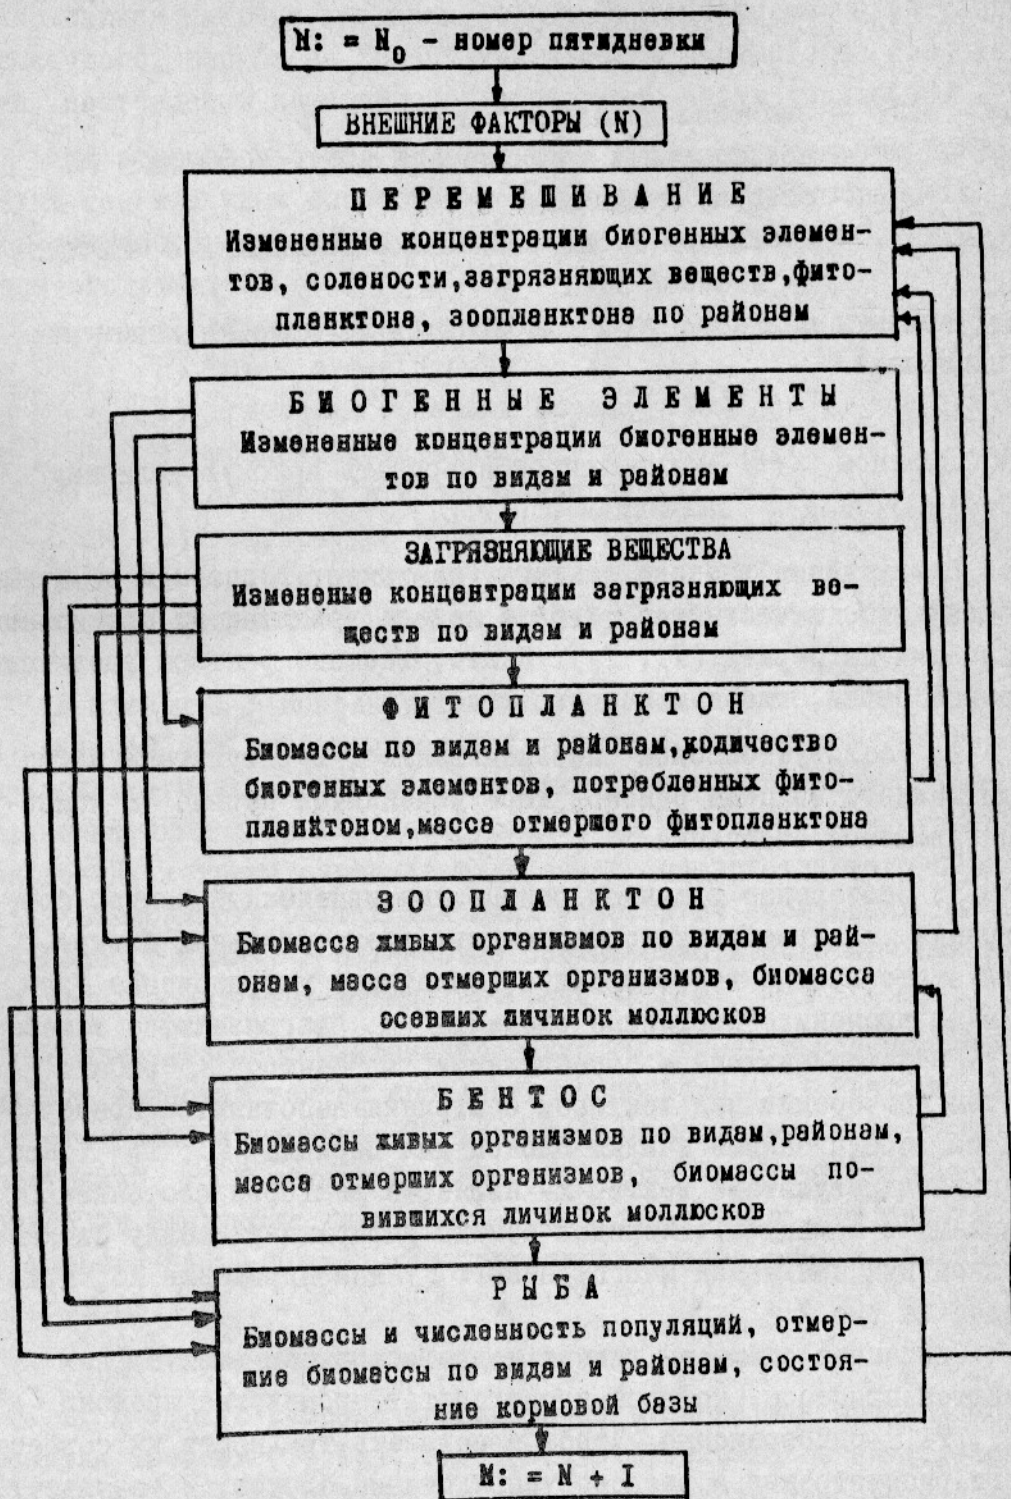 N: = N₀ - номер пятидневки
ВНЕШНИЕ ФАКТОРЫ (N)
ПЕРЕМЕШИВАНИЕ
Измененные концентрации биогенных элемен-
тов, солености,загрязняющих веществ,фито-
планктона, зоопланктона по районам
БИОГЕННЫЕ ЭЛЕМЕНТЫ
Измененные концентрации биогенные элемен-
тов по видам и районам
ЗАГРЯЗНЯЮЩИЕ ВЕЩЕСТВА
Измененые концентрации загрязняющих ве-
ществ по видам и районам
ФИТОПЛАНКТОН
Биомассы по видам и районам,количество
биогенных элементов, потребленных фито-
планктоном,масса отмершего фитопланктона
ЗООПЛАНКТОН
Биомасса живых организмов по видам и рай-
онам, масса отмерших организмов, биомасса
осевших личинок моллюсков
БЕНТОС
Биомассы живых организмов по видам,районам,
масса отмерших организмов, биомассы по-
вившихся личинок моллюсков
РЫБА
Биомассы и численность популяций, отмер-
шие биомассы по видам и районам, состоя-
ние кормовой базы
N: = N + I